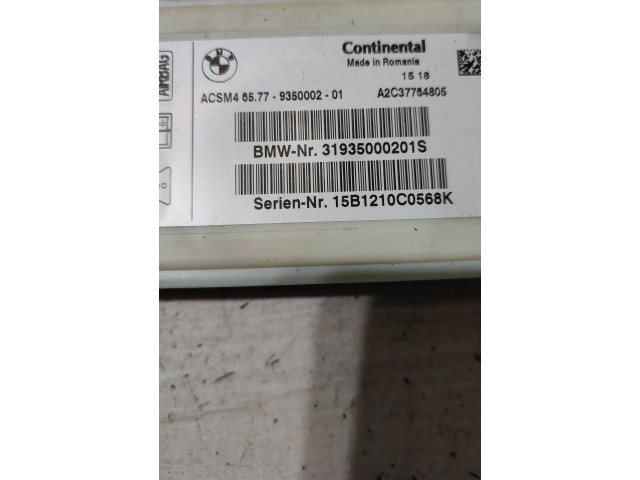 BMW
Continental
Made in Romania
15 18
AIRBAG
ACSM4 65.77 - 9350002 - 01 A2C37764805
BMW-Nr. 31935000201S
Serien-Nr. 15B1210C0568K